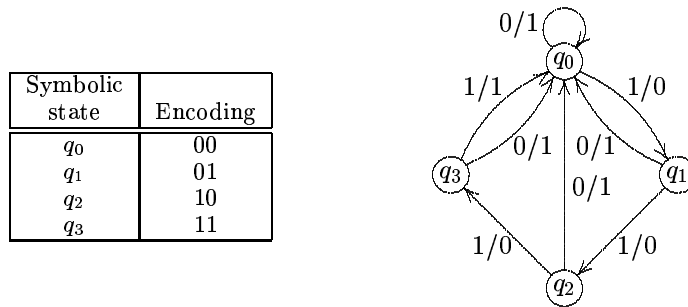 Symbolic
state Encoding
q0 00
q1 01
q2 10
q3 11
0/1
q0
1/1 1/0
0/1 0/1
q3 q1
0/1
1/0 1/0
q2